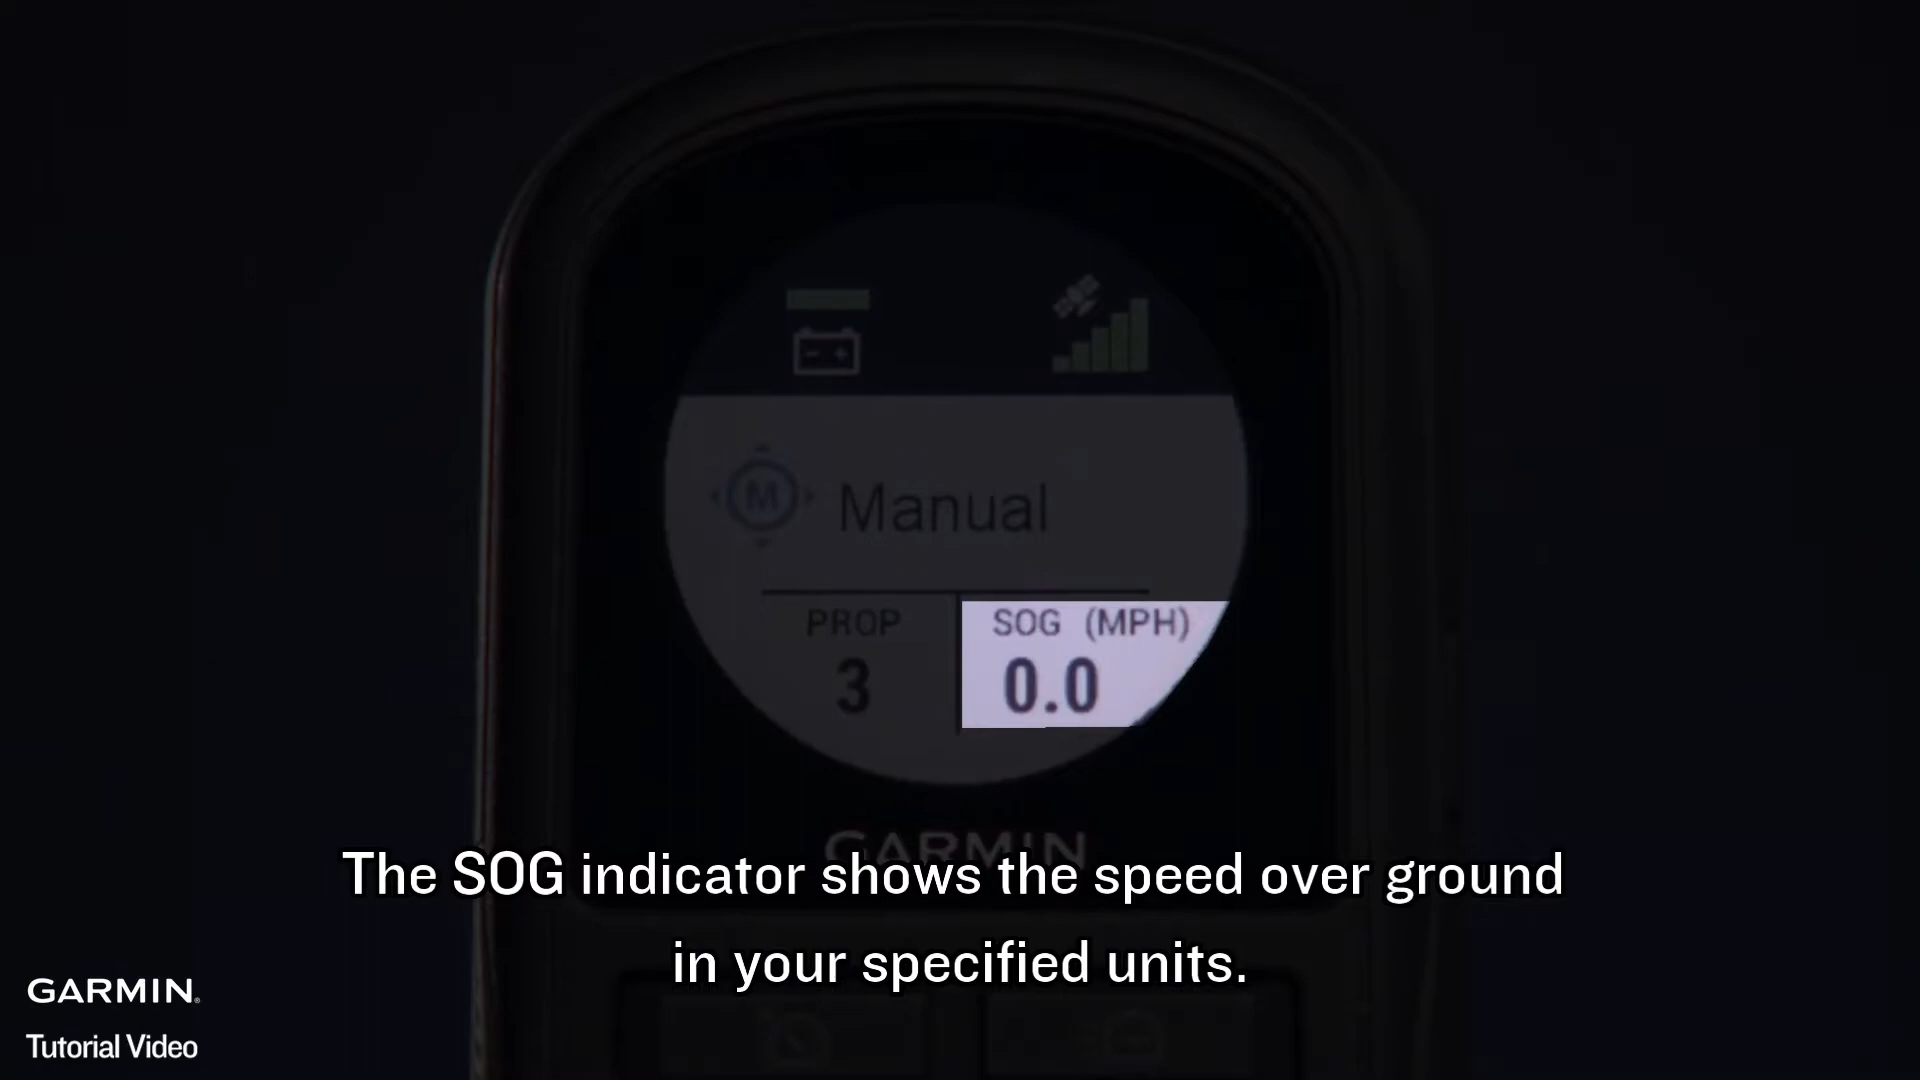 M Manual
PROP SOG (MPH)
3 0.0
GARMIN
The SOG indicator shows the speed over ground
in your specified units.
GARMIN®
Tutorial Video